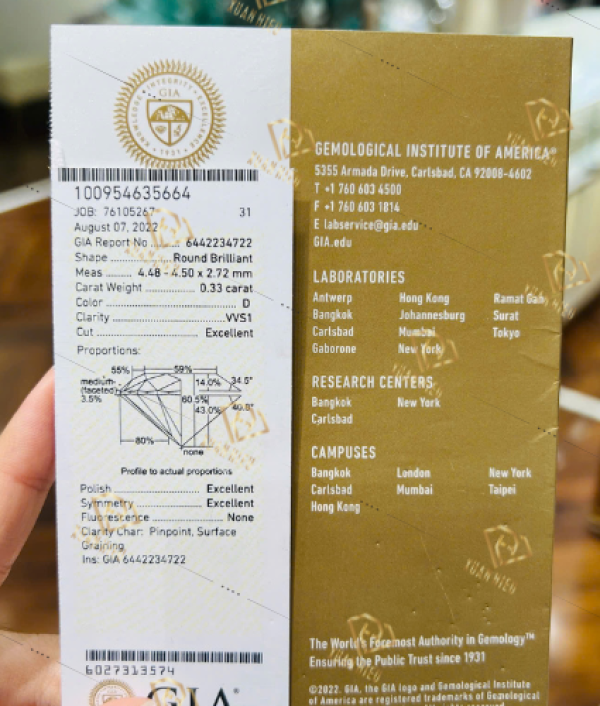 KNOWLEDGE INTEGRITY EXCELLENCE
GIA
1931
100954635664
JOB: 76105267 31
August 07, 2022
GIA Report No ........ 6442234722
Shape ............ Round Brilliant
Meas ....... 4.48 - 4.50 x 2.72 mm
Carat Weight ............ 0.33 carat
Color ............ D
Clarity ............ VVS1
Cut ............ Excellent
Proportions:
55% 59%
medium-
(faceted)
3.5%
14.0% 34.5°
60.5%
43.0%
80%
none
Profile to actual proportions
Polish ............ Excellent
Symmetry ............ Excellent
Fluorescence ............ None
Clarity Char: Pinpoint, Surface
Graining
Ins: GIA 6442234722
6027313574
GIA®
GEMOLOGICAL INSTITUTE OF AMERICA®
5355 Armada Drive, Carlsbad, CA 92008-4602
T +1 760 603 4500
F +1 760 603 1814
E labservice@gia.edu
GIA.edu
LABORATORIES
Antwerp Hong Kong Ramat Gan
Bangkok Johannesburg Surat
Carlsbad Mumbai Tokyo
Gaborone New York
RESEARCH CENTERS
Bangkok New York
Carlsbad
CAMPUSES
Bangkok London New York
Carlsbad Mumbai Taipei
Hong Kong
The World's Foremost Authority in Gemology™
Ensuring the Public Trust since 1931
©2022. GIA, the GIA logo and Gemological Institute
of America are registered trademarks of Gemological
XUAN HIEU